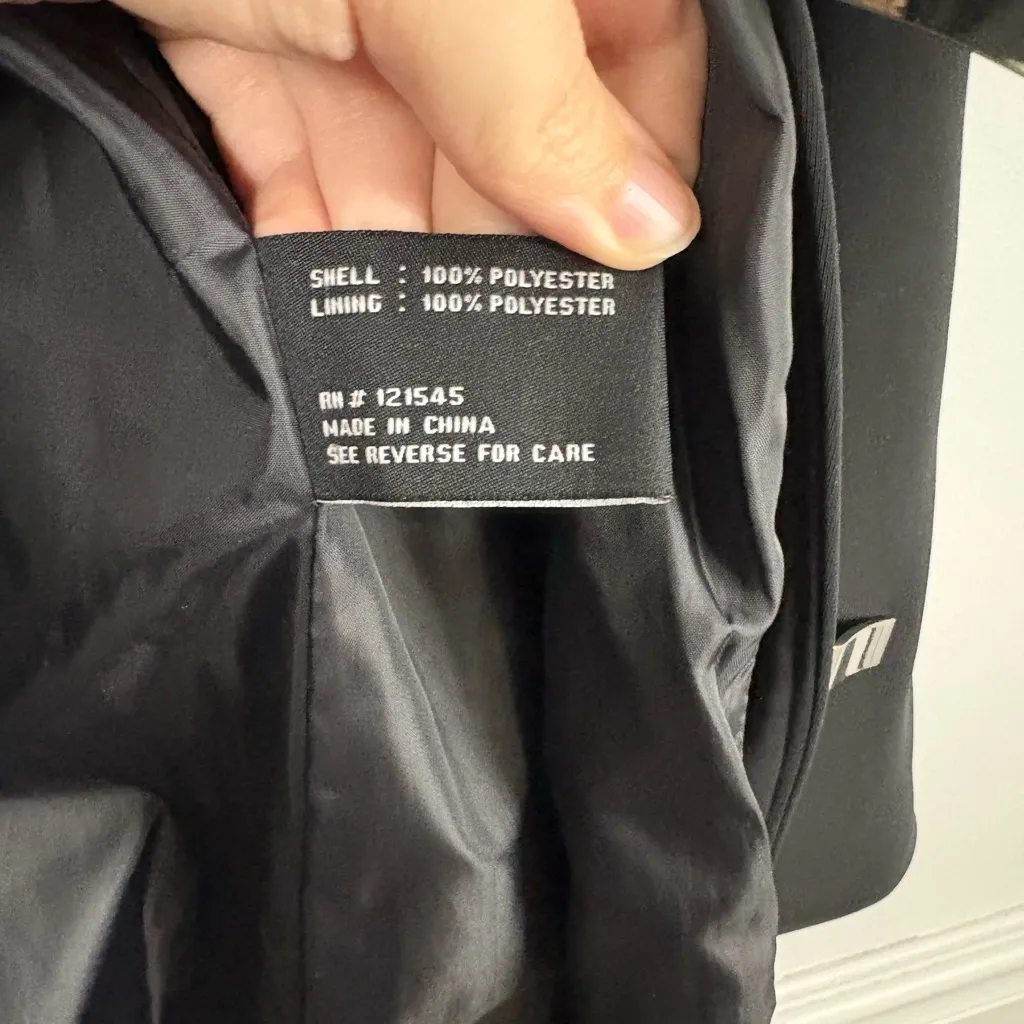 SHELL : 100% POLYESTER
LINING : 100% POLYESTER
RN # 121545
MADE IN CHINA
SEE REVERSE FOR CARE